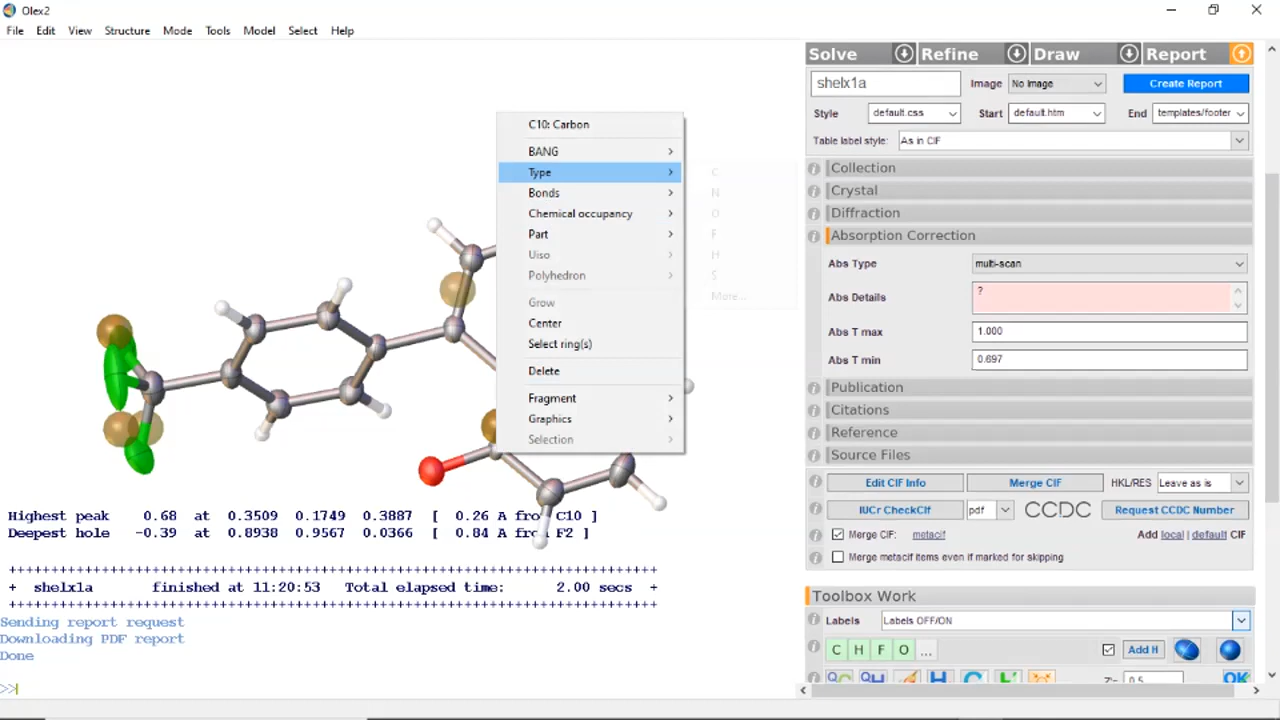 Olex2
File Edit View Structure Mode Tools Model Select Help
C10: Carbon
BANG
Type
Bonds
Chemical occupancy
Part
Uiso
Polyhedron
Grow
Center
Select ring(s)
Delete
Fragment
Graphics
Selection
C
N
O
F
H
S
More...
Highest peak 0.68 at 0.3509 0.1749 0.3887 [ 0.26 A from C10 ]
Deepest hole -0.39 at 0.8938 0.9567 0.0366 [ 0.84 A from F2 ]
+++++++++++++++++++++++++++++++++++++++++++++++++++++++++++++++++
+ shelx1a finished at 11:20:53 Total elapsed time: 2.00 secs +
+++++++++++++++++++++++++++++++++++++++++++++++++++++++++++++++++
Sending report request
Downloading PDF report
Done
>>
Solve Refine Draw Report
shelx1a Image No Image Create Report
Style default.css Start default.htm End templates/footer
Table label style: As in CIF
Collection
Crystal
Diffraction
Absorption Correction
Abs Type multi-scan
Abs Details ?
Abs T max 1.000
Abs T min 0.697
Publication
Citations
Reference
Source Files
Edit CIF Info Merge CIF HKL/RES Leave as is
IUCr CheckCif pdf CCDC Request CCDC Number
Merge CIF: metacif Add local | default CIF
Merge metacif items even if marked for skipping
Toolbox Work
Labels Labels OFF/ON
C H F O ... Add H
Z': 0.5 OK